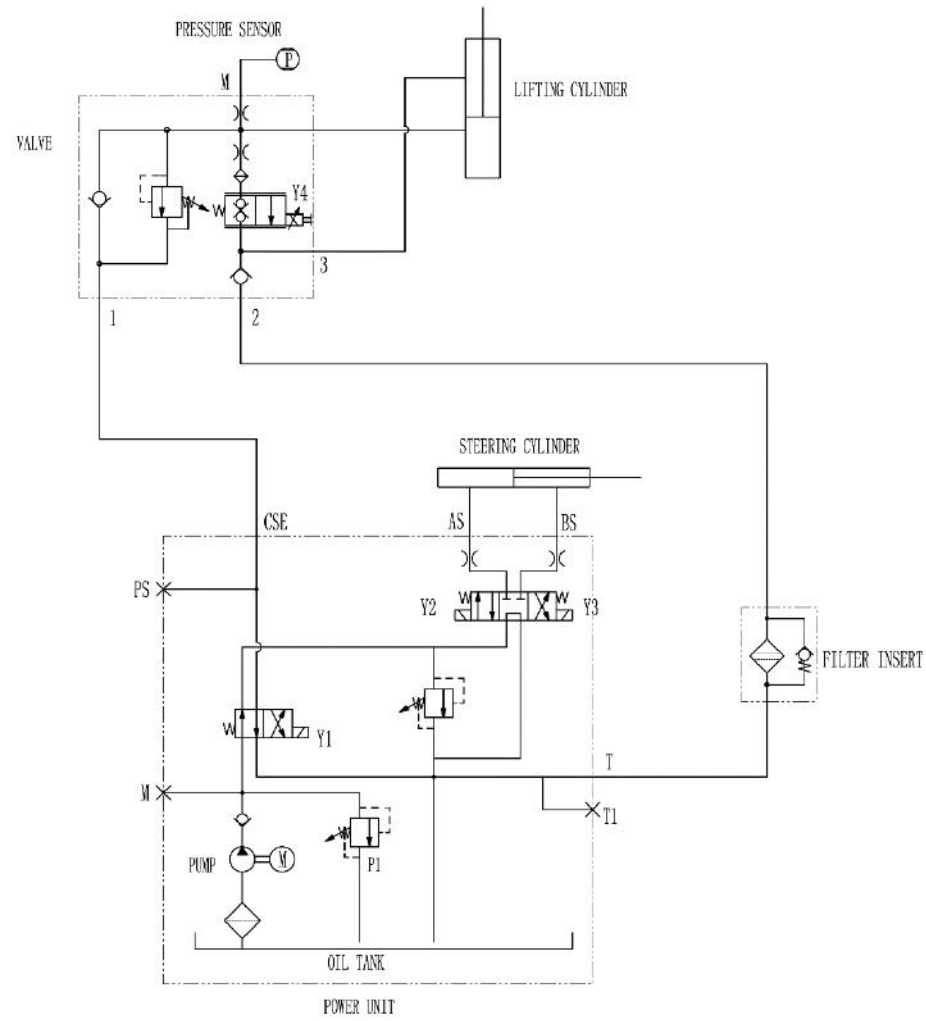 PRESSURE SENSOR
P
M
LIFTING CYLINDER
VALVE
Y4
3
1
2
STEERING CYLINDER
CSE
AS
BS
PS
Y2
Y3
FILTER INSERT
Y1
T
M
T1
PUMP
M
P1
OIL TANK
POWER UNIT